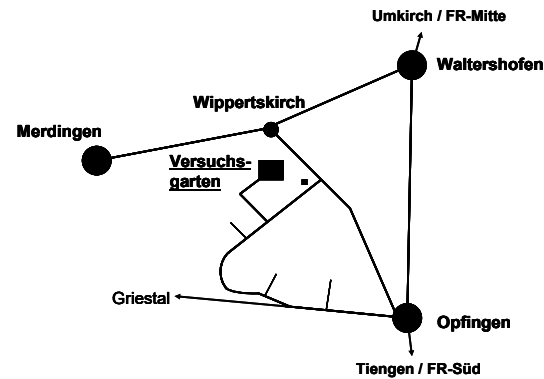 Umkirch / FR-Mitte
Waltershofen
Wippertskirch
Merdingen
Versuchs-
garten
Griestal
Opfingen
Tiengen / FR-Süd